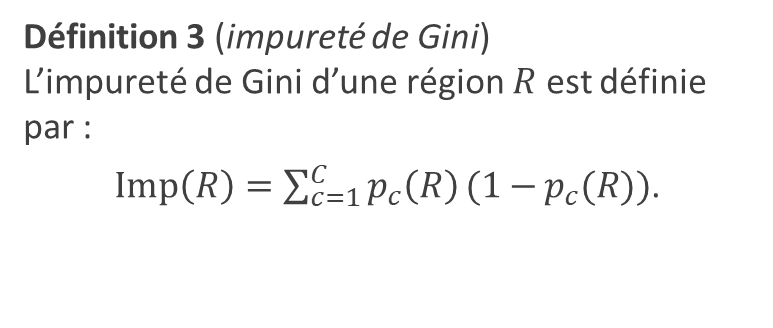 Définition 3 (impureté de Gini)
L’impureté de Gini d’une région R est définie
par :
Imp(R) = ∑_{c=1}^{C} p_c(R) (1 − p_c(R)).